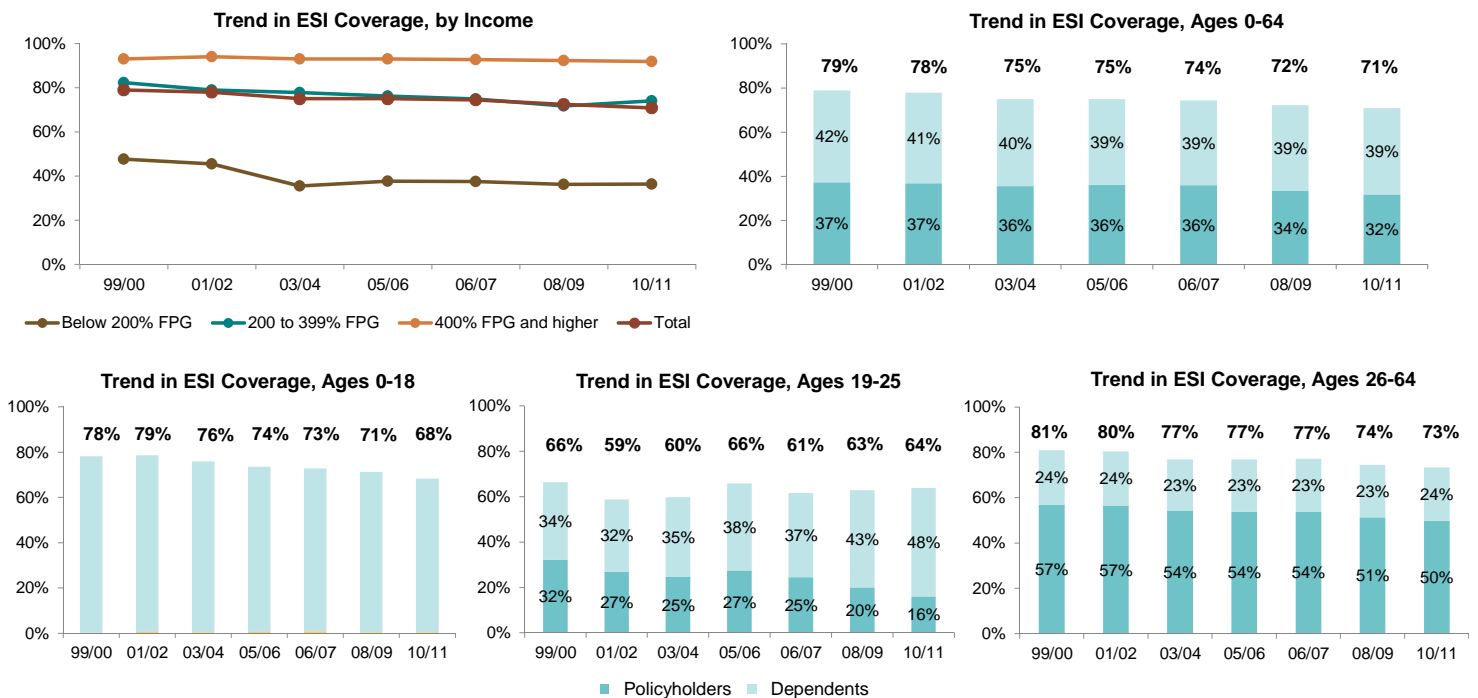 Trend in ESI Coverage, by Income
100%
80%
60%
40%
20%
0%
99/00 01/02 03/04 05/06 06/07 08/09 10/11
Below 200% FPG 200 to 399% FPG 400% FPG and higher Total
Trend in ESI Coverage, Ages 0-64
100%
80%
60%
40%
20%
0%
79% 78% 75% 75% 74% 72% 71%
42% 41% 40% 39% 39% 39% 39%
37% 37% 36% 36% 36% 34% 32%
99/00 01/02 03/04 05/06 06/07 08/09 10/11
Trend in ESI Coverage, Ages 0-18
100%
80%
60%
40%
20%
0%
78% 79% 76% 74% 73% 71% 68%
99/00 01/02 03/04 05/06 06/07 08/09 10/11
Trend in ESI Coverage, Ages 19-25
100%
80%
60%
40%
20%
0%
66% 59% 60% 66% 61% 63% 64%
34% 32% 35% 38% 37% 43% 48%
32% 27% 25% 27% 25% 20% 16%
99/00 01/02 03/04 05/06 06/07 08/09 10/11
Trend in ESI Coverage, Ages 26-64
100%
80%
60%
40%
20%
0%
81% 80% 77% 77% 77% 74% 73%
24% 24% 23% 23% 23% 23% 24%
57% 57% 54% 54% 54% 51% 50%
99/00 01/02 03/04 05/06 06/07 08/09 10/11
Policyholders Dependents